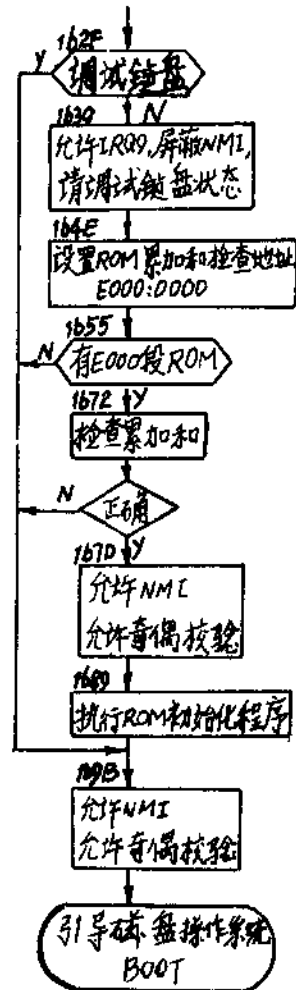 162F
Y
调试键盘
1639
N
允许IRQ9,屏蔽NMI,
请调试键盘状态
164E
设置ROM累加和检查地址
E000:0000
1655
N
有E000段ROM
1672
Y
检查累加和
N
正确
167D
Y
允许NMI
允许奇偶校验
1689
执行ROM初始化程序
169B
允许NMI
允许奇偶校验
引导磁盘操作系统
BOOT